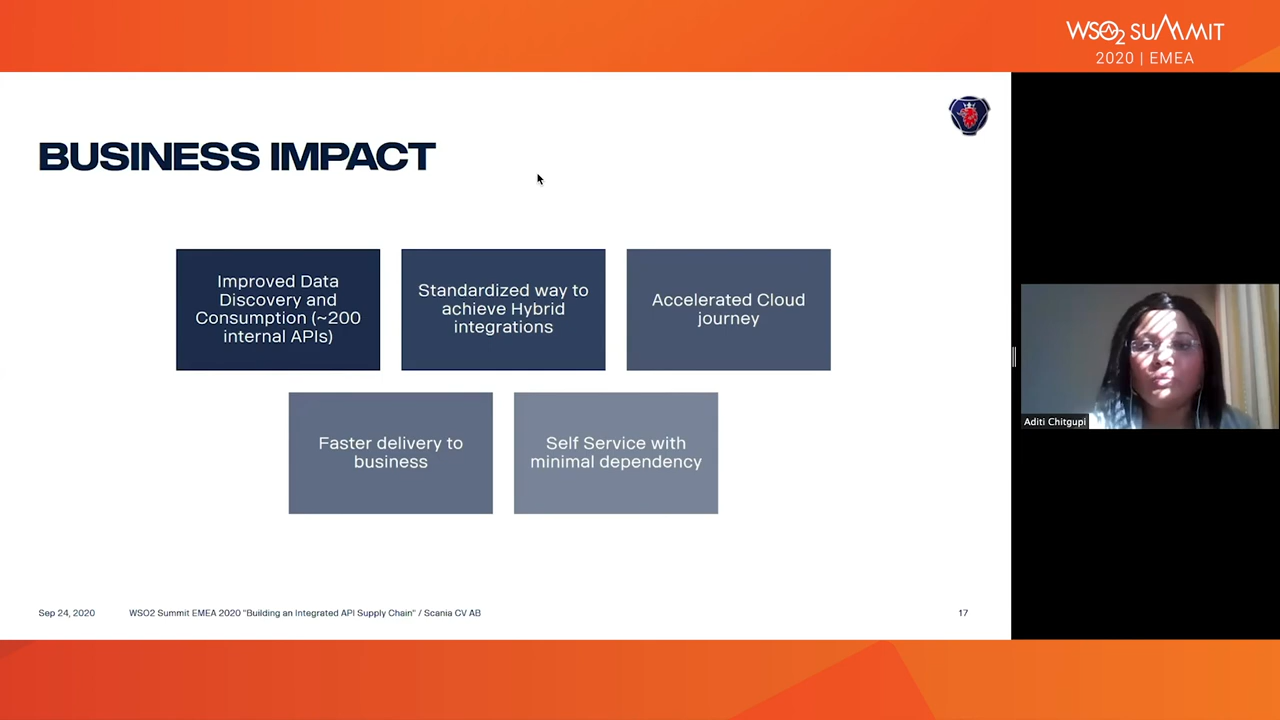 WSO2 SUMMIT
2020 | EMEA
BUSINESS IMPACT
Improved Data
Discovery and
Consumption (~200
internal APIs)
Standardized way to
achieve Hybrid
integrations
Accelerated Cloud
journey
Faster delivery to
business
Self Service with
minimal dependency
Aditi Chitgupi
Sep 24, 2020
WSO2 Summit EMEA 2020 "Building an Integrated API Supply Chain" / Scania CV AB
17